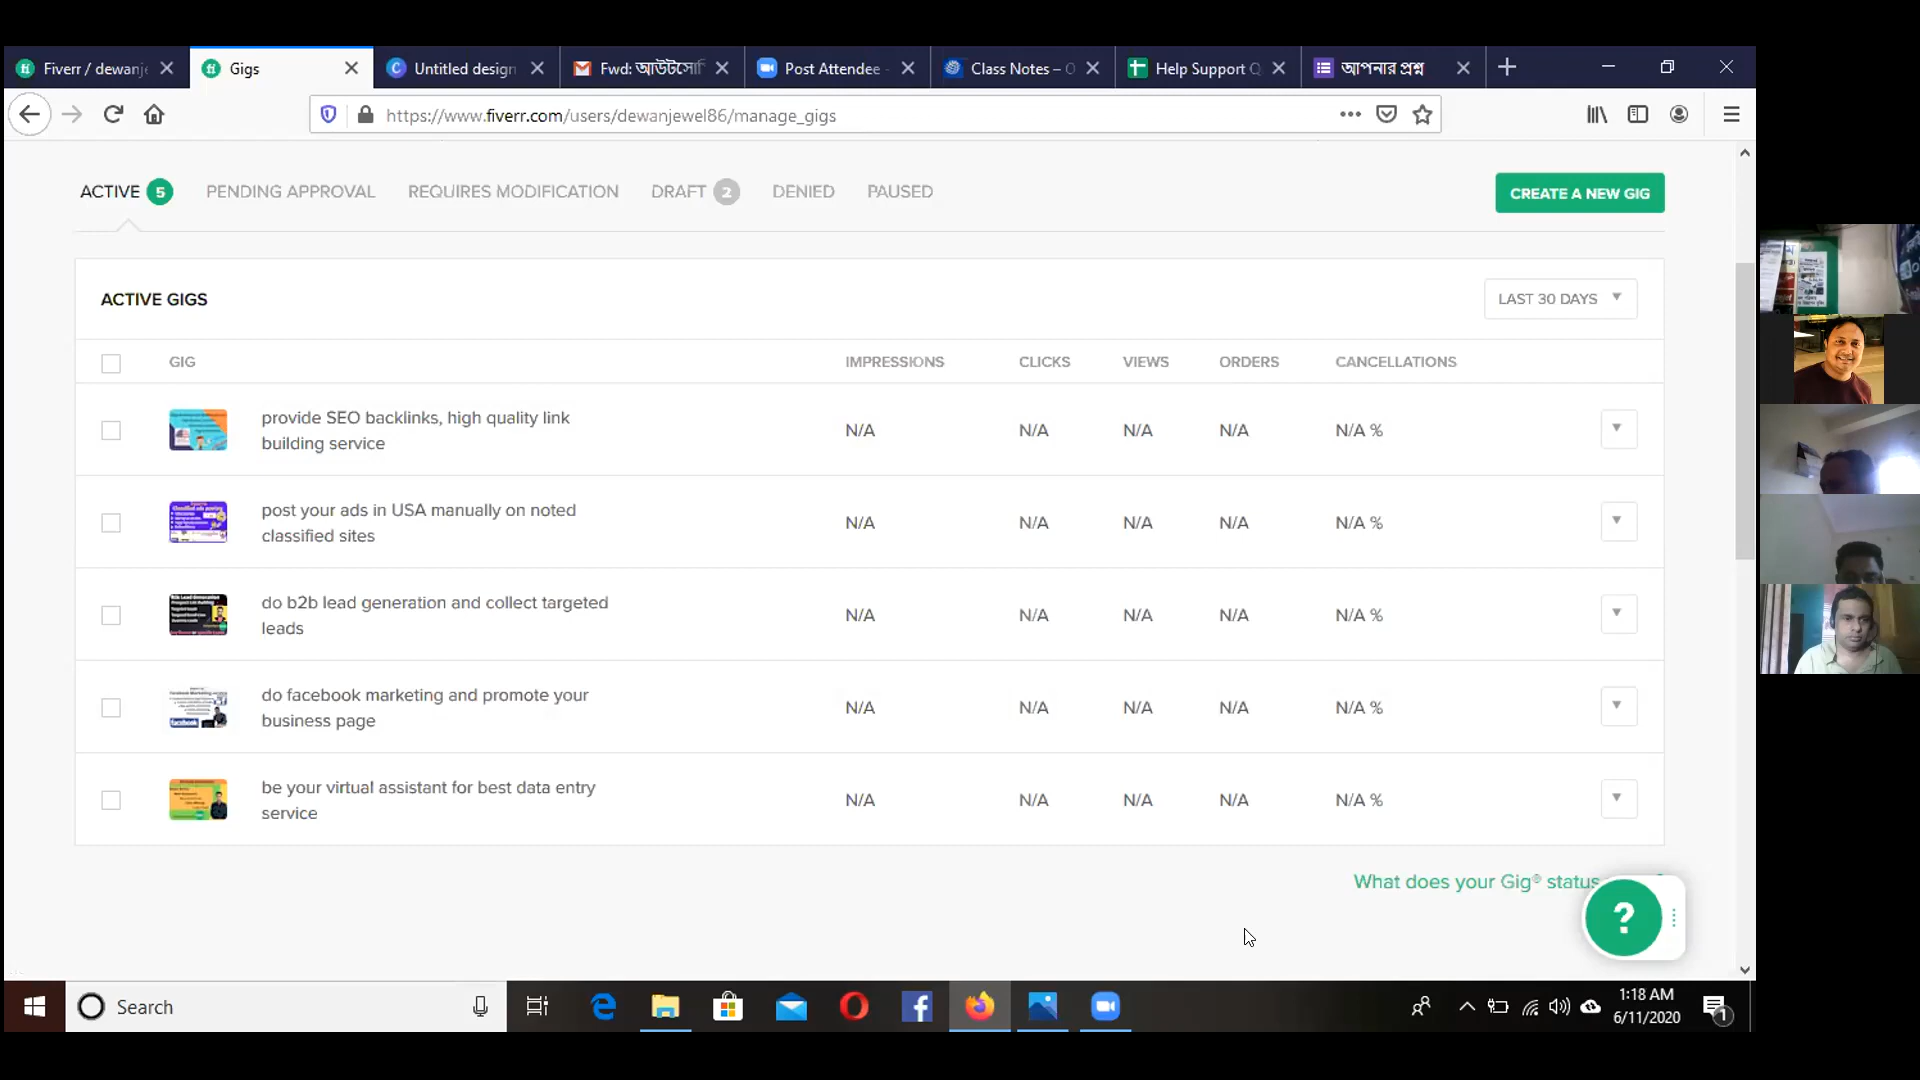 Fiverr / dewanje
Gigs
Untitled design
Fwd: আউটসোর্সি
Post Attendee -
Class Notes – O
Help Support Q
আপনার প্রশ্ন
https://www.fiverr.com/users/dewanjewel86/manage_gigs
ACTIVE 5
PENDING APPROVAL
REQUIRES MODIFICATION
DRAFT 2
DENIED
PAUSED
CREATE A NEW GIG
ACTIVE GIGS
LAST 30 DAYS
GIG IMPRESSIONS CLICKS VIEWS ORDERS CANCELLATIONS
provide SEO backlinks, high quality link
building service
N/A N/A N/A N/A N/A %
post your ads in USA manually on noted
classified sites
N/A N/A N/A N/A N/A %
do b2b lead generation and collect targeted
leads
N/A N/A N/A N/A N/A %
do facebook marketing and promote your
business page
N/A N/A N/A N/A N/A %
be your virtual assistant for best data entry
service
N/A N/A N/A N/A N/A %
What does your Gig® status
?
Search
1:18 AM
6/11/2020
1